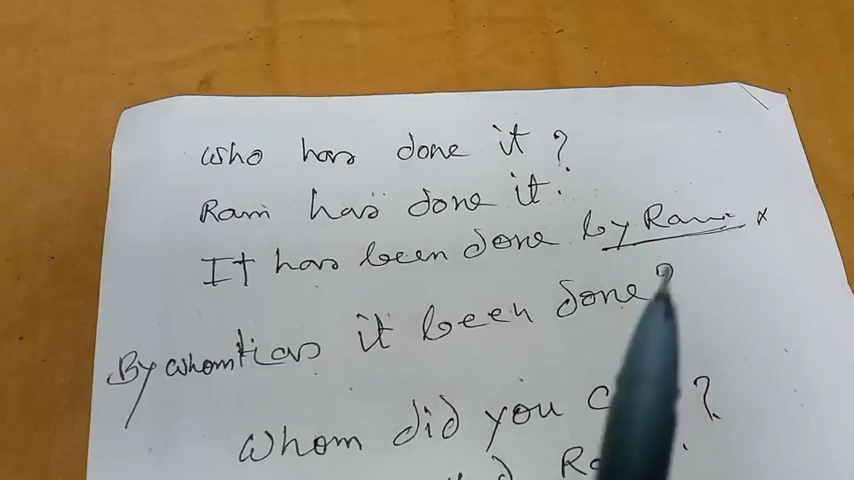 Who has done it?
Ram has done it.
It has been done by Ram x
By whom has it been done?
Whom did you ?